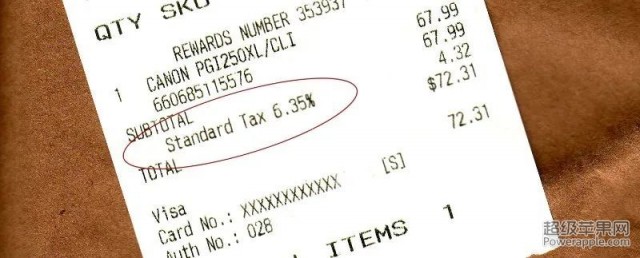 QTY SKU
REWARDS NUMBER 353937
1 CANON PGI250XL/CLI 67.99
660685115576
SUBTOTAL 67.99
Standard Tax 6.35% 4.32
TOTAL $72.31
Visa 72.31
Card No.: XXXXXXXXXXXX [S]
Auth No.: 028
ITEMS 1
超级苹果网
Powerapple.com